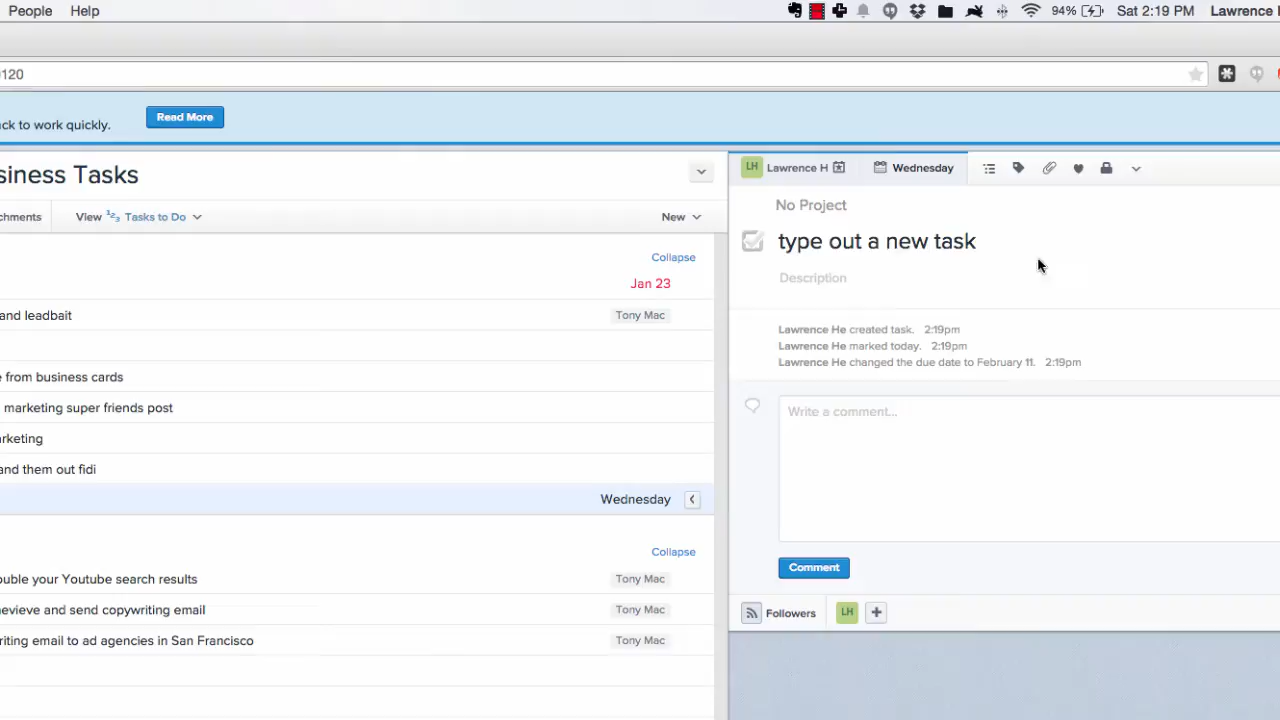 People Help 94% Sat 2:19 PM Lawrence
0120
ck to work quickly. Read More
siness Tasks
chments View Tasks to Do New
Collapse
Jan 23
and leadbait Tony Mac
e from business cards
marketing super friends post
rketing
and them out fidi
Wednesday
Collapse
ouble your Youtube search results Tony Mac
nevieve and send copywriting email Tony Mac
riting email to ad agencies in San Francisco Tony Mac
LH Lawrence H Wednesday
No Project
type out a new task
Description
Lawrence He created task. 2:19pm
Lawrence He marked today. 2:19pm
Lawrence He changed the due date to February 11. 2:19pm
Write a comment...
Comment
Followers LH